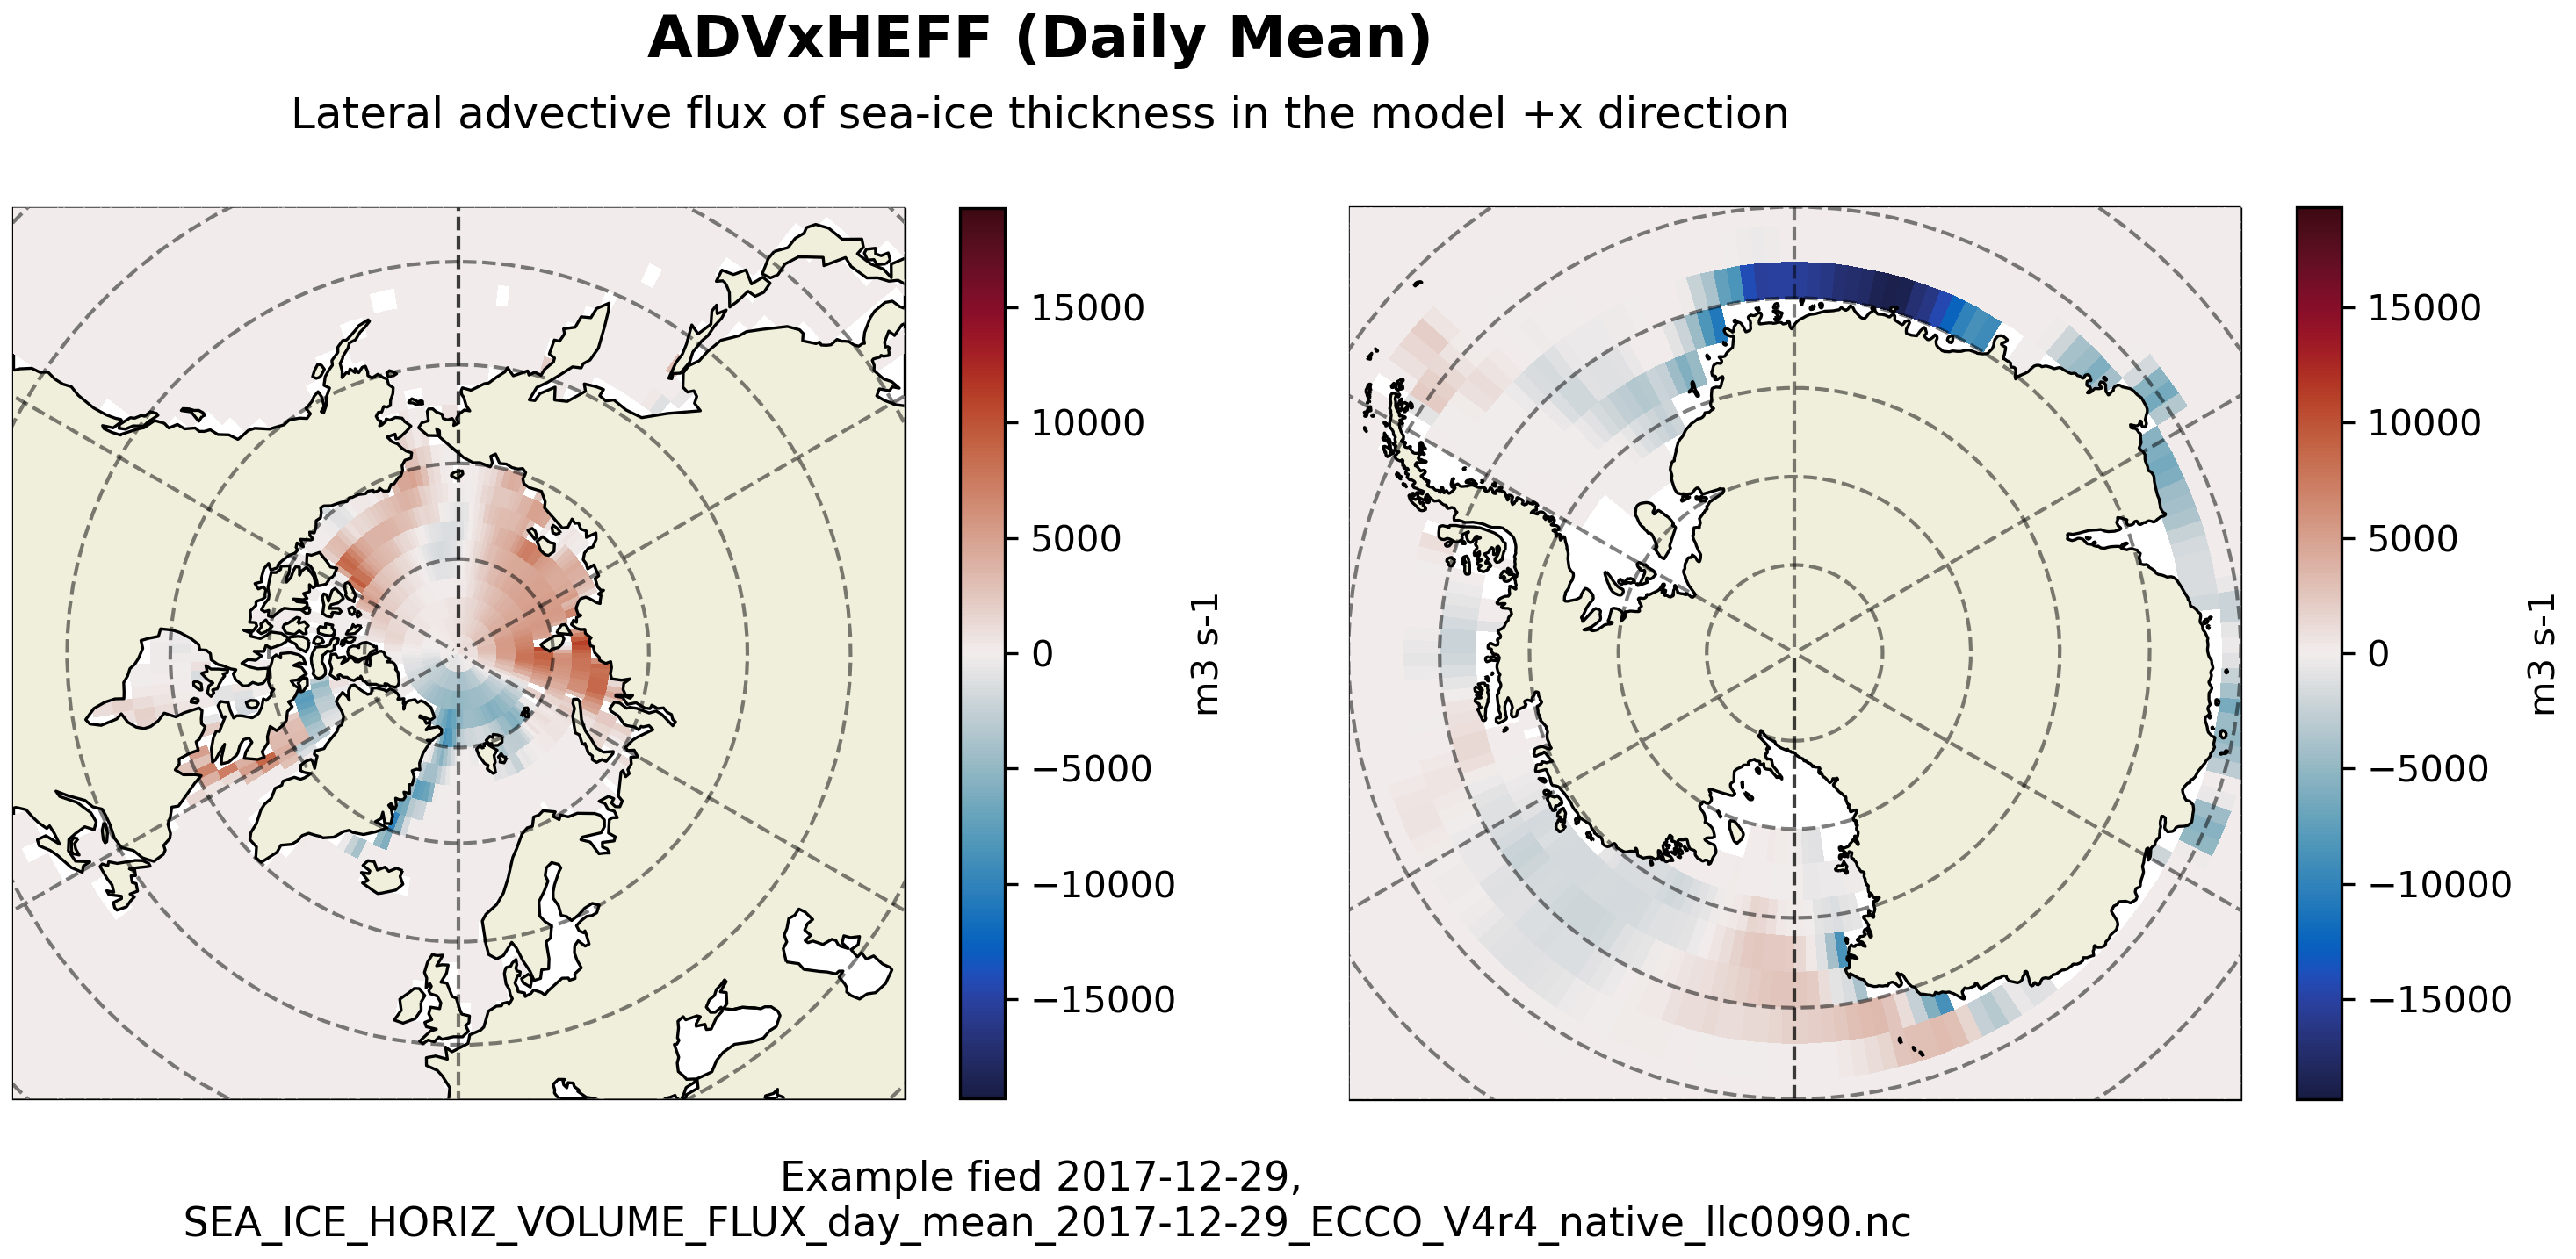 ADVxHEFF (Daily Mean)
Lateral advective flux of sea-ice thickness in the model +x direction
15000
10000
5000
0
−5000
−10000
−15000
m3 s-1
15000
10000
5000
0
−5000
−10000
−15000
m3 s-1
Example fied 2017-12-29,
SEA_ICE_HORIZ_VOLUME_FLUX_day_mean_2017-12-29_ECCO_V4r4_native_llc0090.nc